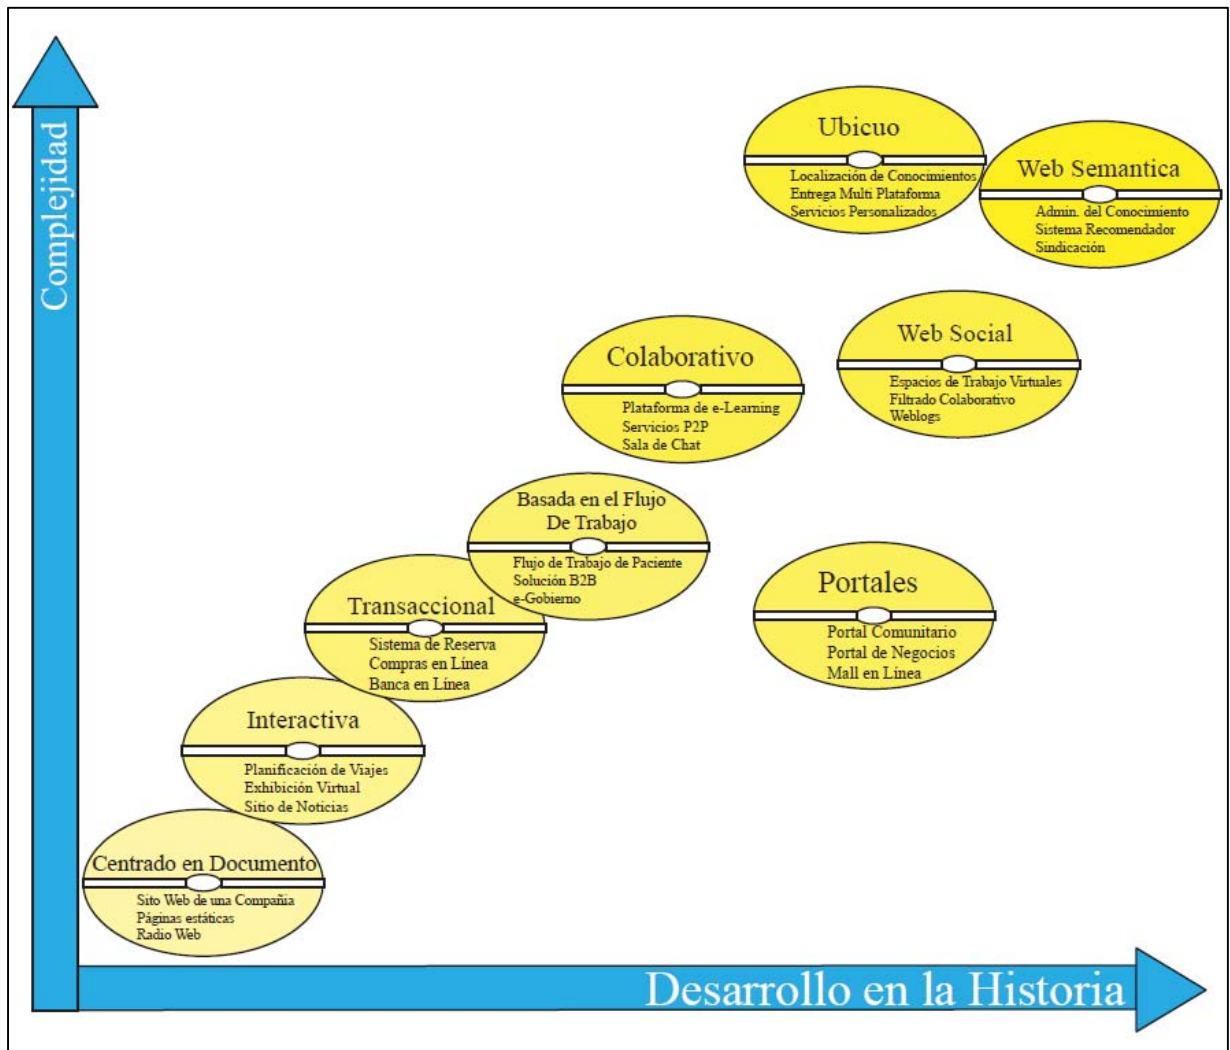 Complejidad
Ubicuo
Localización de Conocimientos
Entrega Multi Plataforma
Servicios Personalizados
Web Semantica
Admin. del Conocimiento
Sistema Recomendador
Sindicación
Web Social
Espacios de Trabajo Virtuales
Filtrado Colaborativo
Weblogs
Colaborativo
Plataforma de e-Learning
Servicios P2P
Sala de Chat
Basada en el Flujo
De Trabajo
Flujo de Trabajo de Paciente
Solución B2B
e-Gobierno
Portales
Portal Comunitario
Portal de Negocios
Mall en Línea
Transaccional
Sistema de Reserva
Compras en Línea
Banca en Línea
Interactiva
Planificación de Viajes
Exhibición Virtual
Sitio de Noticias
Centrado en Documento
Sito Web de una Compañia
Páginas estáticas
Radio Web
Desarrollo en la Historia